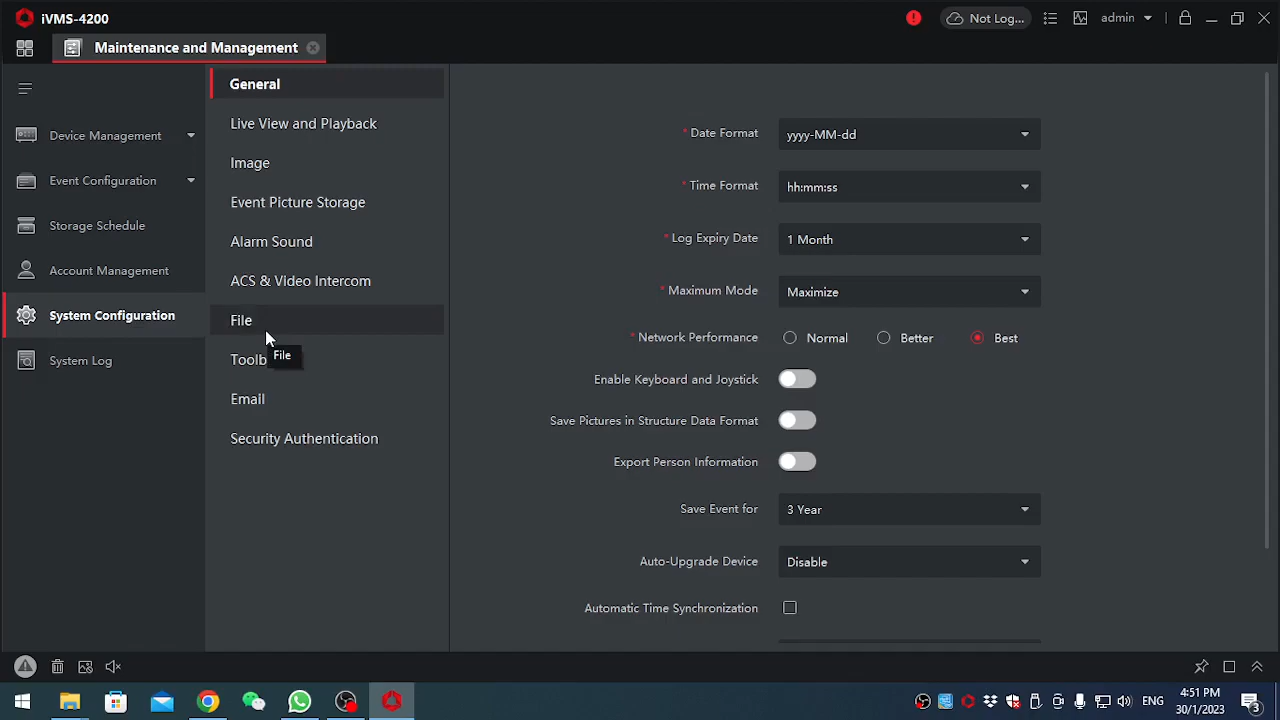 iVMS-4200
Not Log...
admin
Maintenance and Management
General
Live View and Playback
Image
Event Picture Storage
Alarm Sound
ACS & Video Intercom
File
Toolb
File
Email
Security Authentication
Device Management
Event Configuration
Storage Schedule
Account Management
System Configuration
System Log
* Date Format yyyy-MM-dd
* Time Format hh:mm:ss
* Log Expiry Date 1 Month
* Maximum Mode Maximize
* Network Performance Normal Better Best
Enable Keyboard and Joystick
Save Pictures in Structure Data Format
Export Person Information
Save Event for 3 Year
Auto-Upgrade Device Disable
Automatic Time Synchronization
ENG
4:51 PM
30/1/2023
3